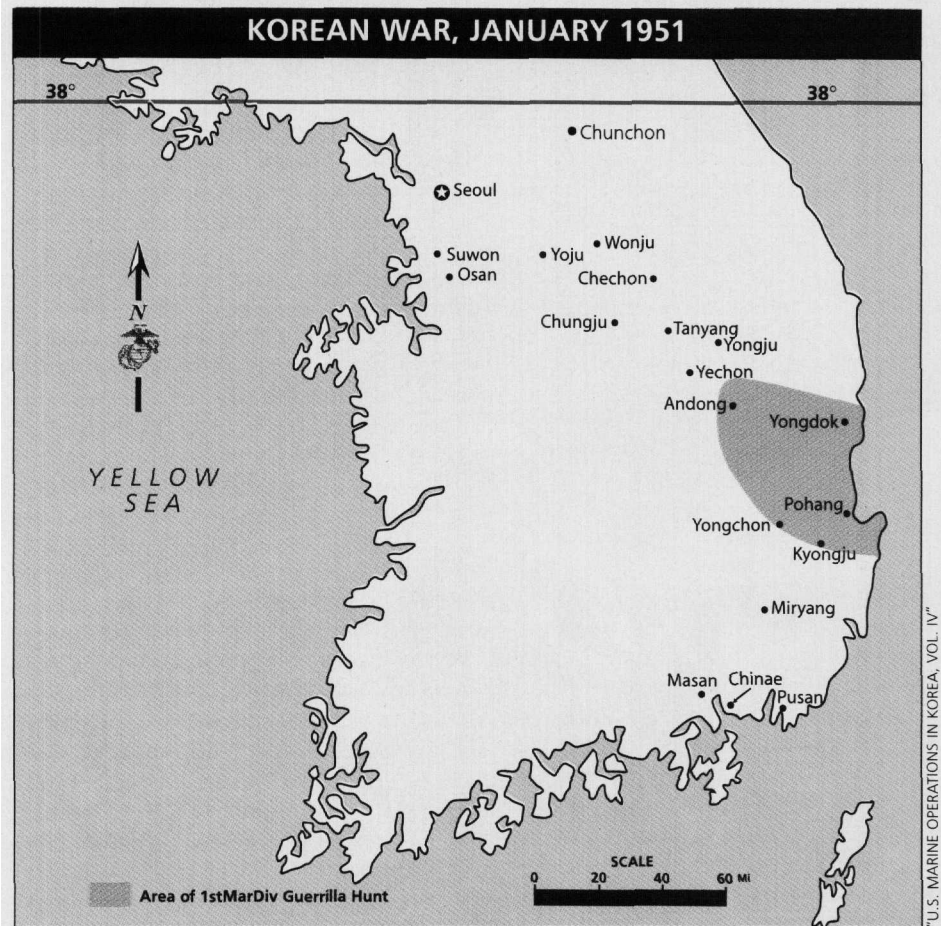 KOREAN WAR, JANUARY 1951
38°
38°
Chunchon
Seoul
Wonju
Suwon
Yoju
Osan
Chechon
Chungju
Tanyang
Yongju
N
Yechon
Andong
Yongdok
YELLOW
SEA
Pohang
Yongchon
Kyongju
Miryang
Masan
Chinae
Pusan
SCALE
0 20 40 60 Mi
Area of 1stMarDiv Guerrilla Hunt
"U.S. MARINE OPERATIONS IN KOREA, VOL. IV"